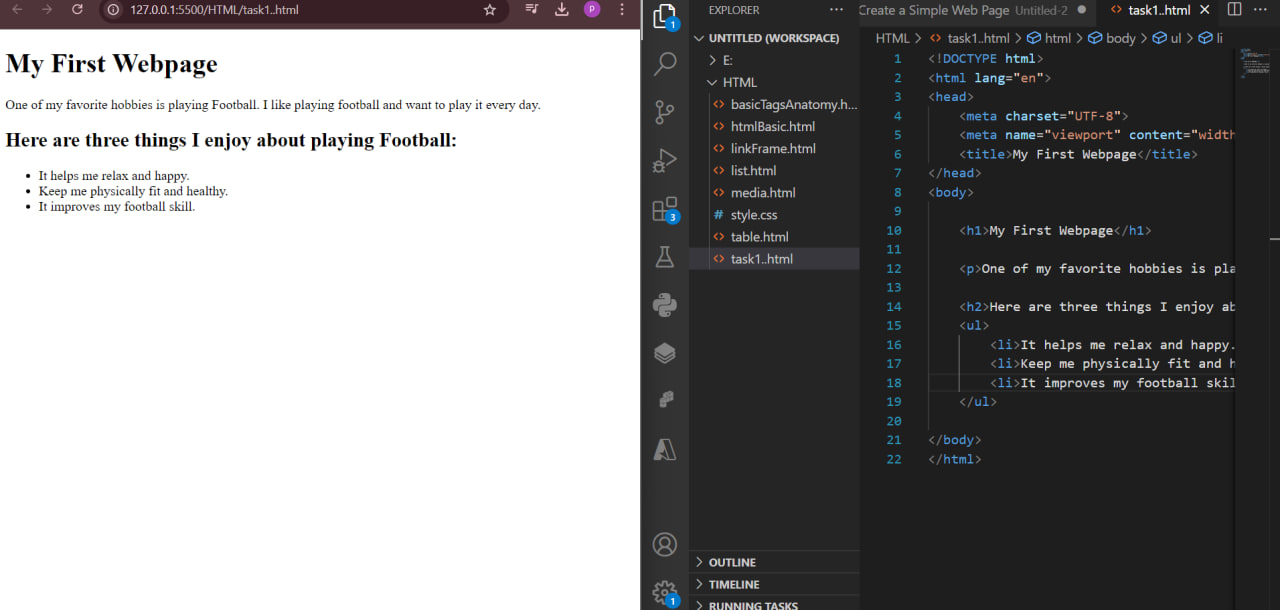 127.0.0.1:5500/HTML/task1..html
P
My First Webpage
One of my favorite hobbies is playing Football. I like playing football and want to play it every day.
Here are three things I enjoy about playing Football:
• It helps me relax and happy.
• Keep me physically fit and healthy.
• It improves my football skill.
1
3
1
EXPLORER
UNTITLED (WORKSPACE)
E:
HTML
basicTagsAnatomy.h...
htmlBasic.html
linkFrame.html
list.html
media.html
# style.css
table.html
task1..html
OUTLINE
TIMELINE
RUNNING TASKS
Create a Simple Web Page Untitled-2
task1..html
HTML > task1..html > html > body > ul > li
1 <!DOCTYPE html>
2 <html lang="en">
3 <head>
4 <meta charset="UTF-8">
5 <meta name="viewport" content="width
6 <title>My First Webpage</title>
7 </head>
8 <body>
9
10 <h1>My First Webpage</h1>
11
12 <p>One of my favorite hobbies is pla
13
14 <h2>Here are three things I enjoy ab
15 <ul>
16 <li>It helps me relax and happy.
17 <li>Keep me physically fit and h
18 <li>It improves my football skil
19 </ul>
20
21 </body>
22 </html>